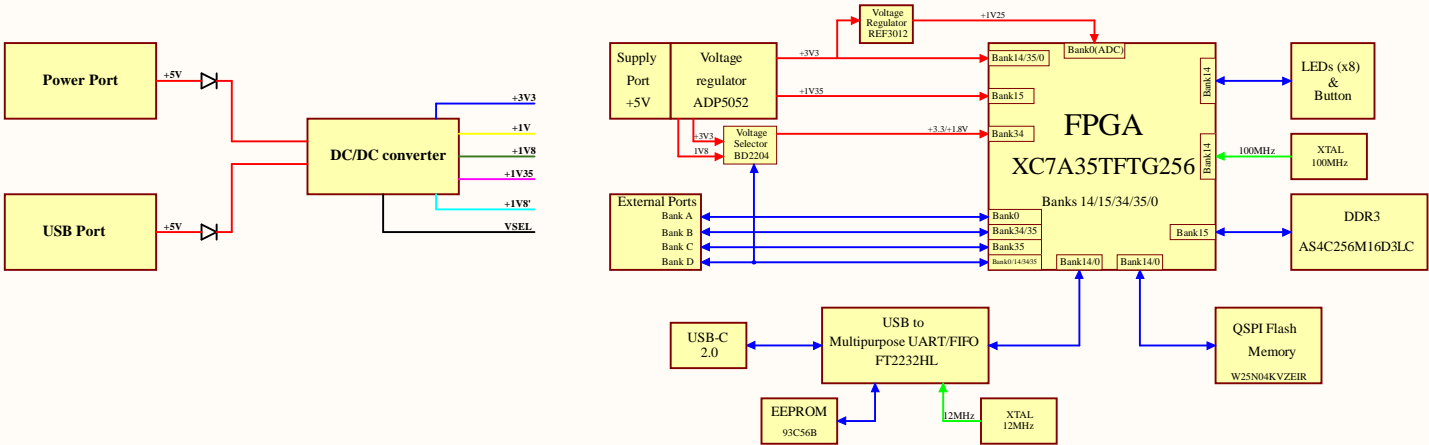 Power Port
+5V
USB Port
+5V
DC/DC converter
+3V3
+1V
+1V8
+1V35
+1V8'
VSEL
Supply
Port
+5V
Voltage
regulator
ADP5052
Voltage
Regulator
REF3012
+1V25
+3V3
+1V35
+3V3
1V8
Voltage
Selector
BD2204
+3.3/+1.8V
External Ports
Bank A
Bank B
Bank C
Bank D
Bank0(ADC)
Bank14/35/0
Bank15
Bank34
FPGA
XC7A35TFTG256
Banks 14/15/34/35/0
Bank0
Bank34/35
Bank35
Bank0/14/34/35
Bank14/0
Bank14/0
Bank14
Bank14
Bank15
LEDs (x8)
&
Button
100MHz
XTAL
100MHz
DDR3
AS4C256M16D3LC
USB-C
2.0
USB to
Multipurpose UART/FIFO
FT2232HL
QSPI Flash
Memory
W25N04KVZEIR
EEPROM
93C56B
12MHz
XTAL
12MHz